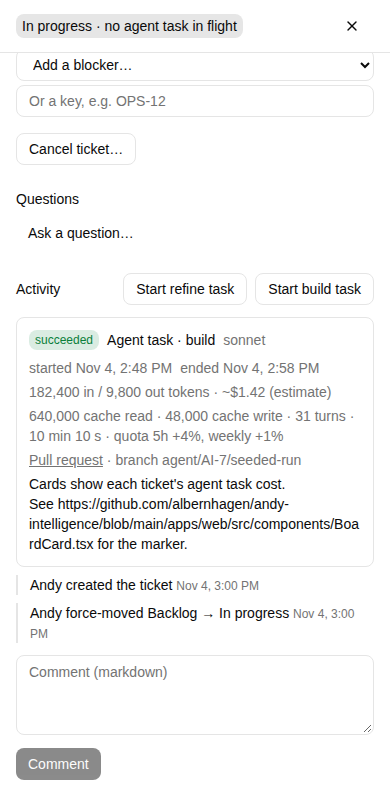 In progress · no agent task in flight
Add a blocker…
Or a key, e.g. OPS-12
Cancel ticket…
Questions
Ask a question…
Activity
Start refine task
Start build task
succeeded Agent task · build sonnet
started Nov 4, 2:48 PM ended Nov 4, 2:58 PM
182,400 in / 9,800 out tokens · ~$1.42 (estimate)
640,000 cache read · 48,000 cache write · 31 turns ·
10 min 10 s · quota 5h +4%, weekly +1%
Pull request · branch agent/AI-7/seeded-run
Cards show each ticket's agent task cost.
See https://github.com/albernhagen/andy-
intelligence/blob/main/apps/web/src/components/Boa
rdCard.tsx for the marker.
Andy created the ticket Nov 4, 3:00 PM
Andy force-moved Backlog → In progress Nov 4, 3:00
PM
Comment (markdown)
Comment